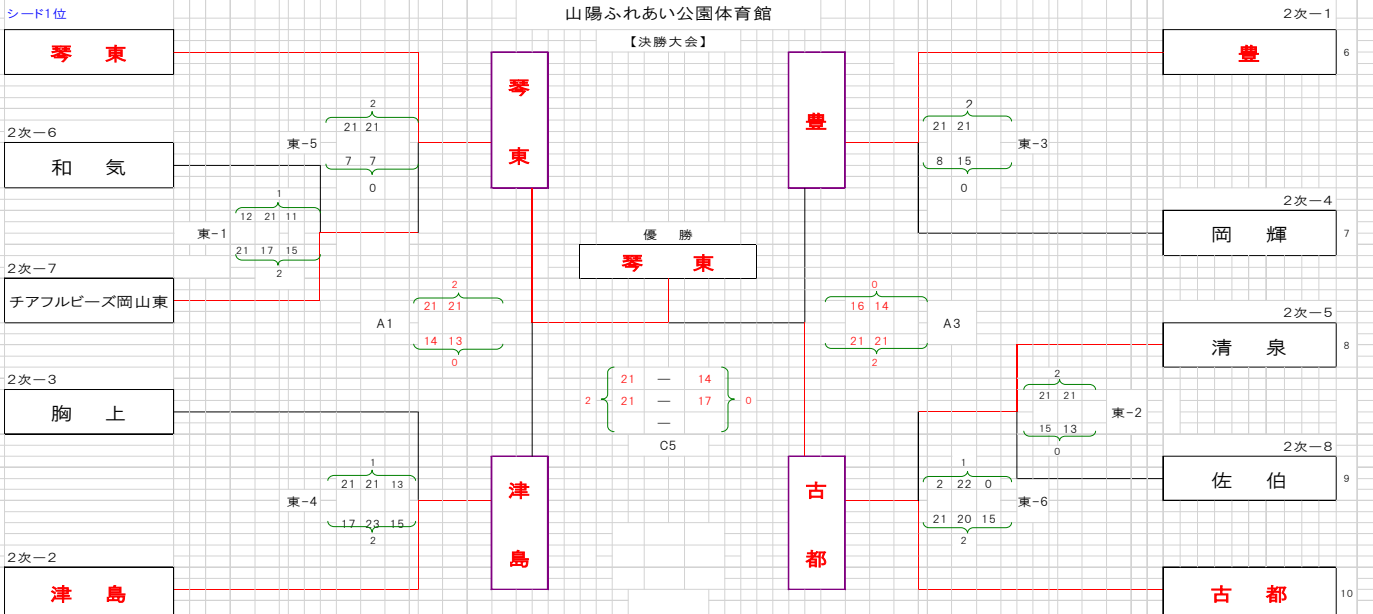 シード1位
山陽ふれあい公園体育館
2次ー1
琴　東
【決勝大会】
豊
6
琴東
豊
2
21 21
東-5
7 7
0
2
21 21
東-3
8 15
0
2次ー6
和　気
1
12 21 11
東-1
21 17 15
2
2次ー4
岡　輝
7
優　勝
琴　東
2次ー7
チアフルビーズ岡山東
2
21 21
A1
14 13
0
0
16 14
A3
21 21
2
2次ー5
清　泉
8
2次ー3
胸　上
21 ― 14
2 21 ― 17 0
―
C5
2
21 21
東-2
15 13
0
2次ー8
佐　伯
9
1
21 21 13
東-4
17 23 15
2
津島
古都
1
2 22 0
東-6
21 20 15
2
2次ー2
津　島
古　都
10